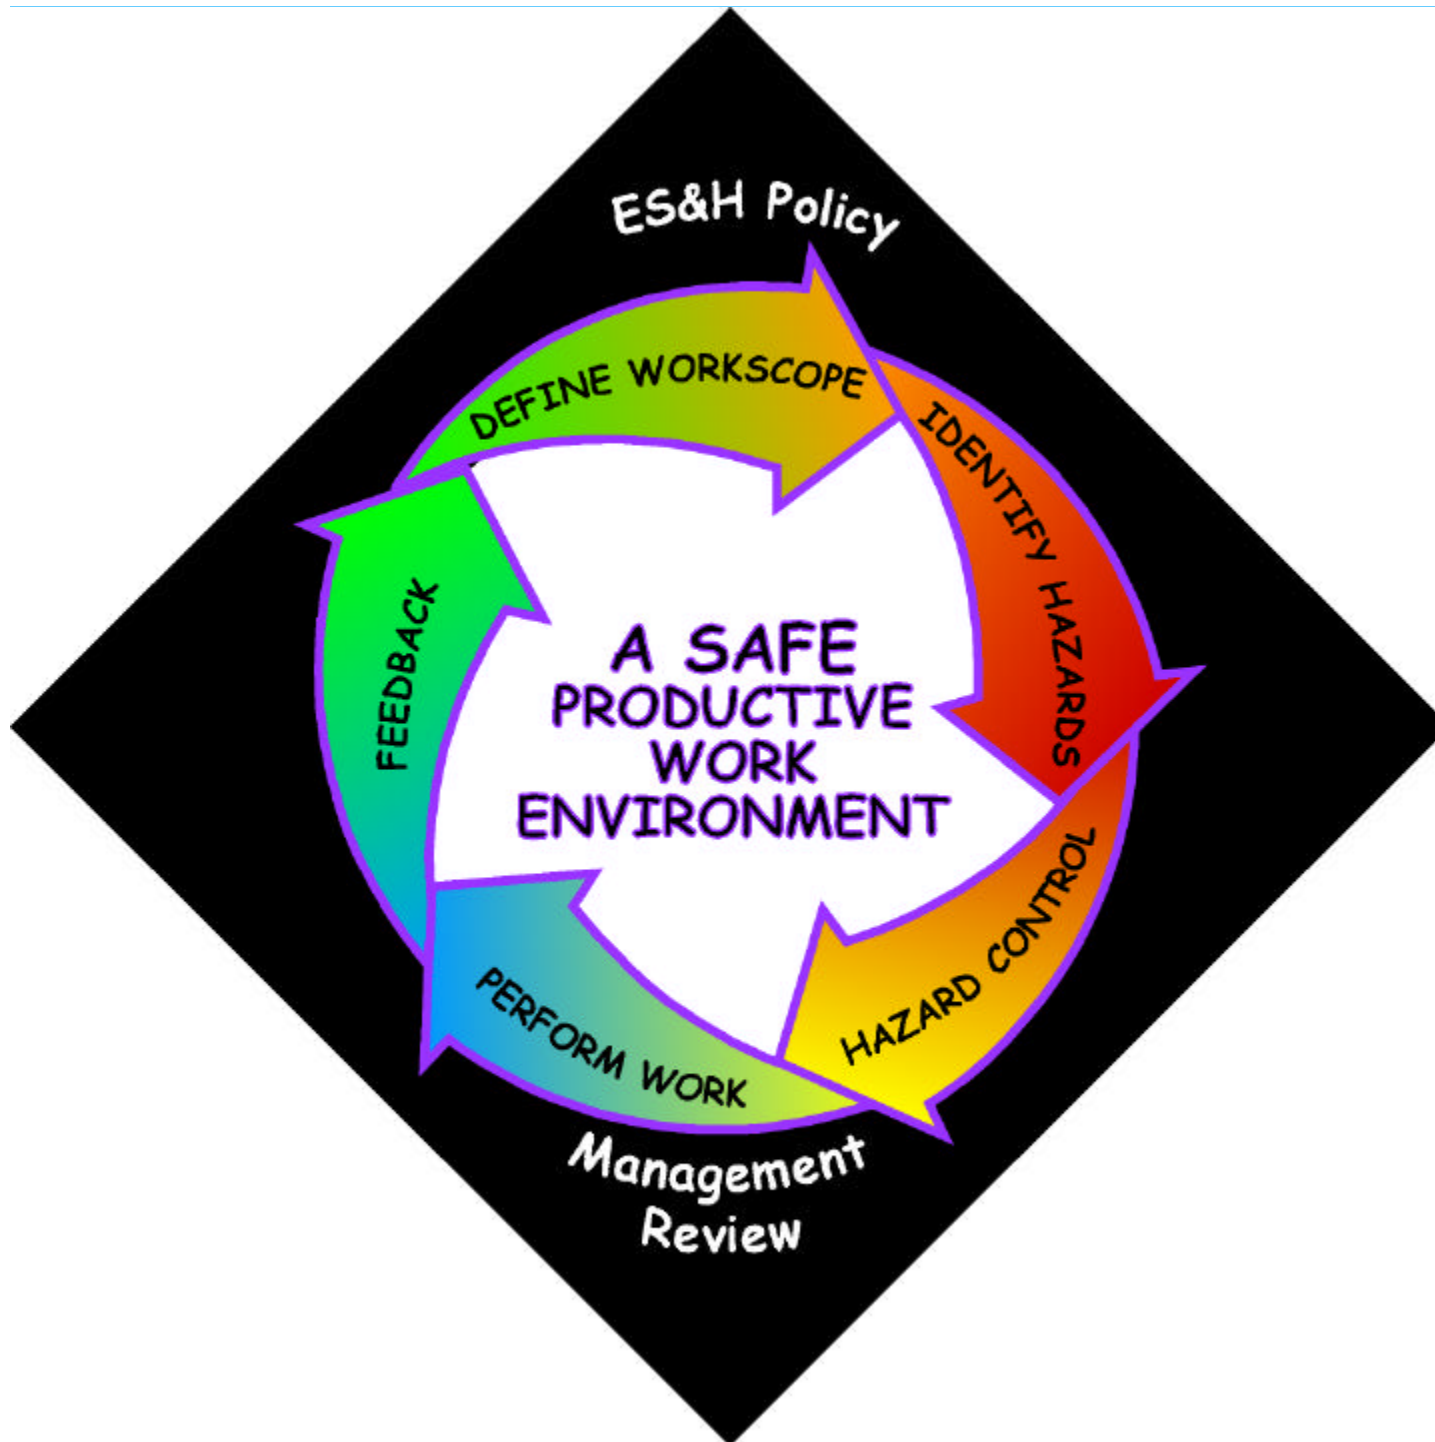 ES&H Policy
DEFINE WORKSCOPE
IDENTIFY HAZARDS
HAZARD CONTROL
PERFORM WORK
FEEDBACK
A SAFE
PRODUCTIVE
WORK
ENVIRONMENT
Management
Review